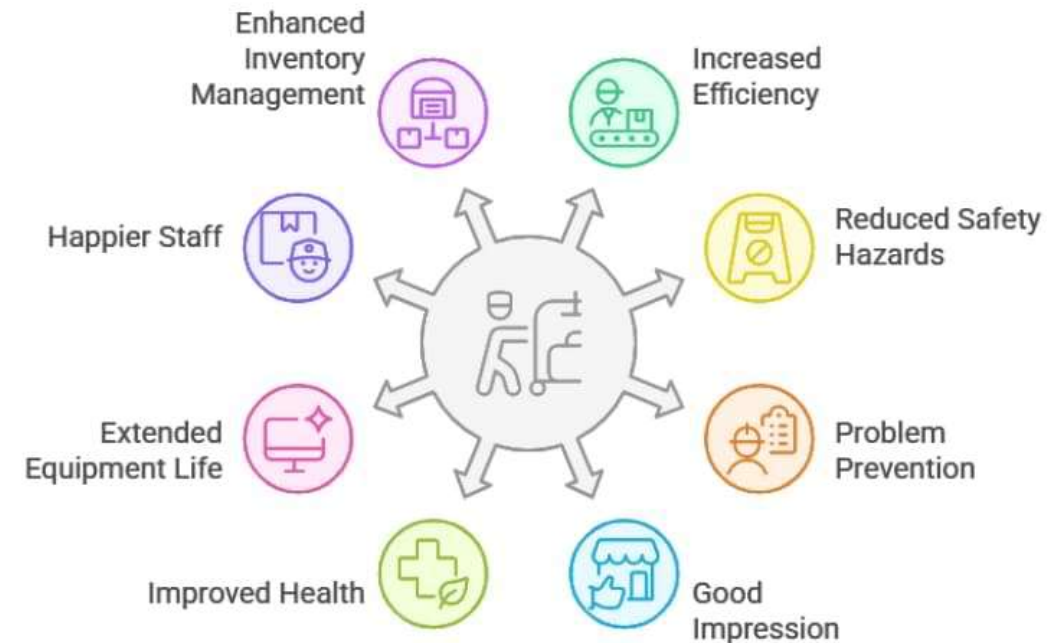 Enhanced
Inventory
Management
Increased
Efficiency
Happier Staff
Reduced Safety
Hazards
Extended
Equipment Life
Problem
Prevention
Improved Health
Good
Impression